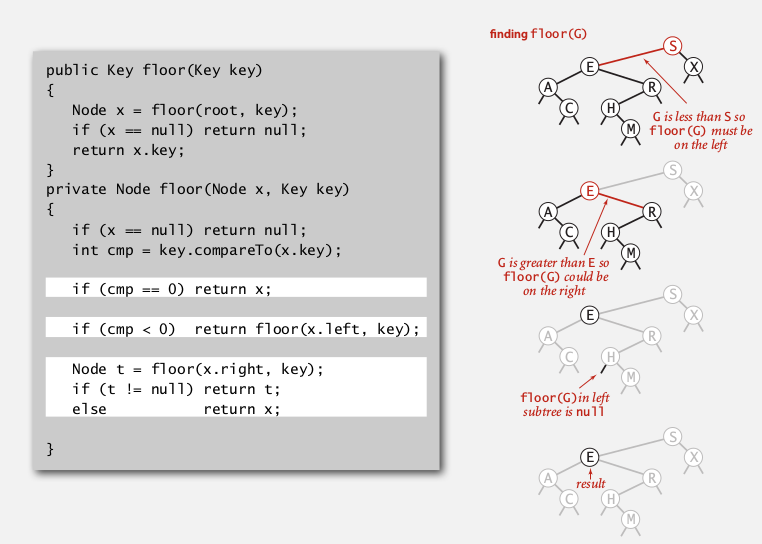 public Key floor(Key key)
{
Node x = floor(root, key);
if (x == null) return null;
return x.key;
}
private Node floor(Node x, Key key)
{
if (x == null) return null;
int cmp = key.compareTo(x.key);
if (cmp == 0) return x;
if (cmp < 0) return floor(x.left, key);
Node t = floor(x.right, key);
if (t != null) return t;
else return x;
}
finding floor(G)
S
E X
A R
C H
M
G is less than S so
floor(G) must be
on the left
S
E X
A R
C H
M
G is greater than E so
floor(G) could be
on the right
S
E X
A R
C H
M
floor(G)in left
subtree is null
S
E X
A R
result
C H
M